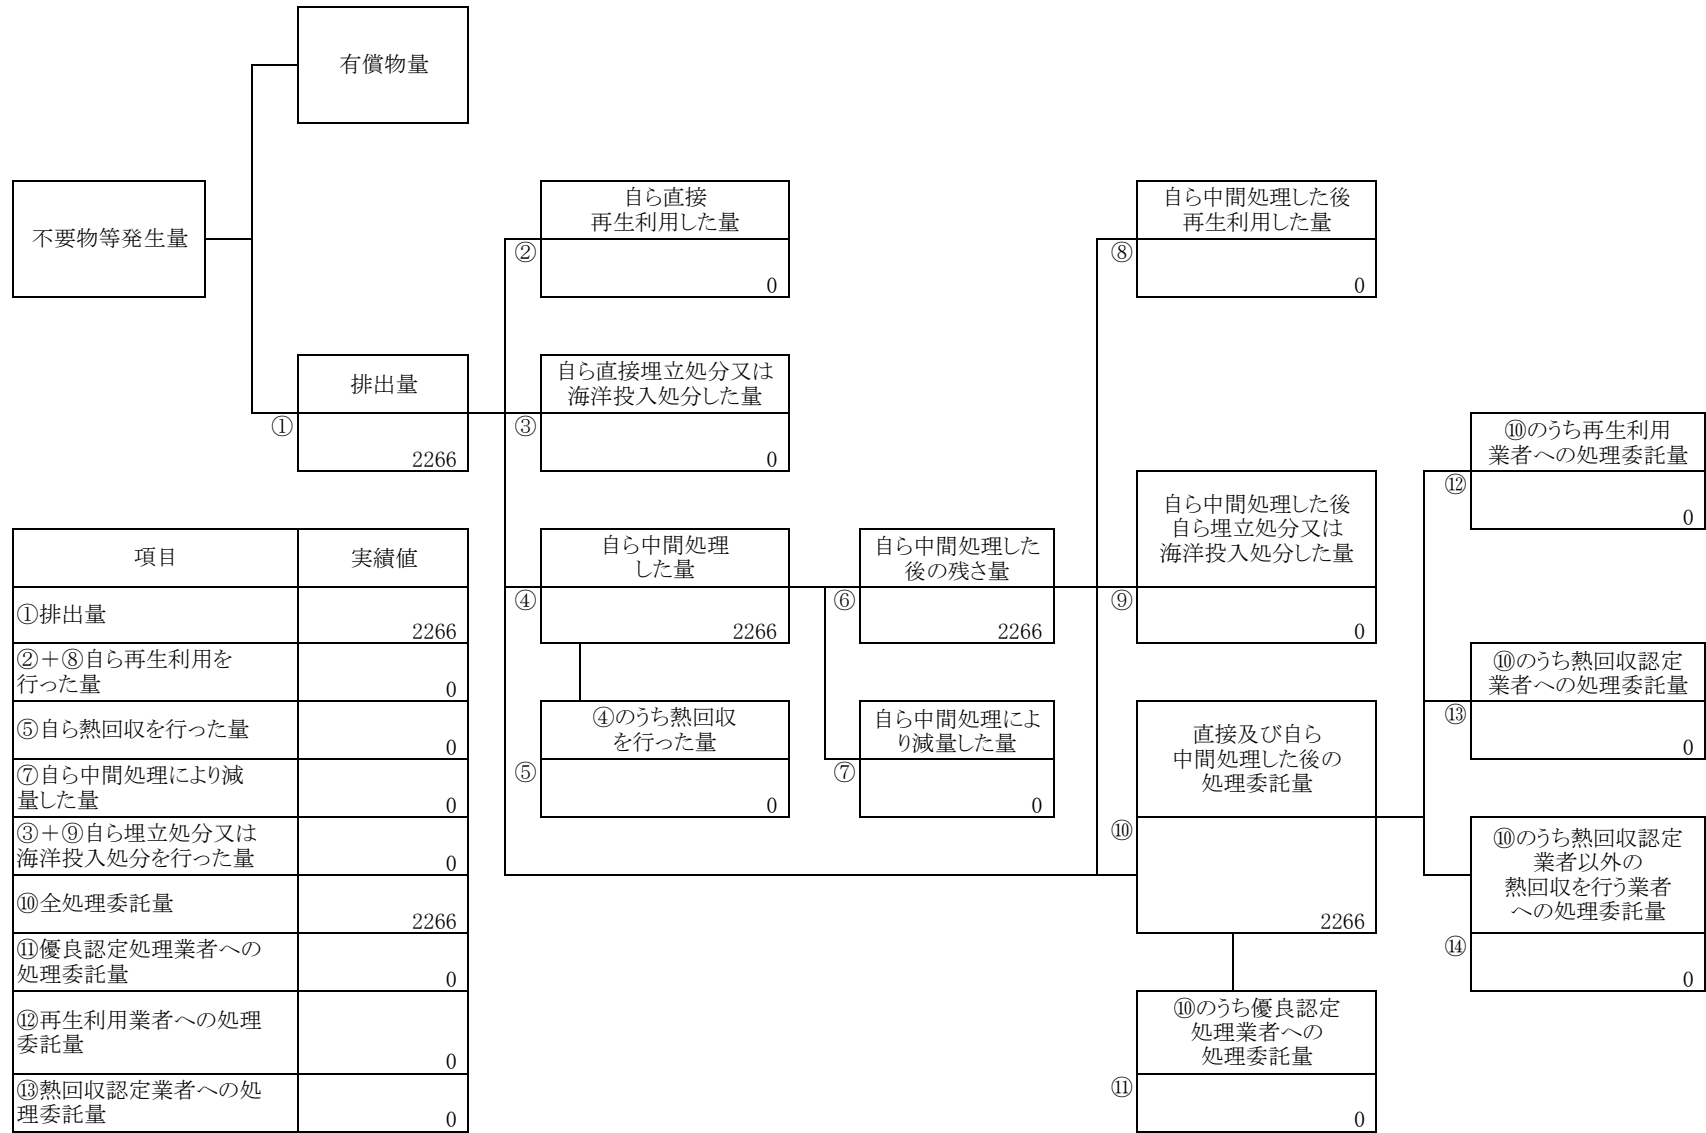 有償物量
不要物等発生量
自ら直接
再生利用した量
②
0
自ら中間処理した後
再生利用した量
⑧
0
排出量
①
2266
自ら直接埋立処分又は
海洋投入処分した量
③
0
⑩のうち再生利用
業者への処理委託量
⑫
0
自ら中間処理
した量
④
2266
自ら中間処理した
後の残さ量
⑥
2266
自ら中間処理した後
自ら埋立処分又は
海洋投入処分した量
⑨
0
⑩のうち熱回収認定
業者への処理委託量
⑬
0
④のうち熱回収
を行った量
⑤
0
自ら中間処理によ
り減量した量
⑦
0
直接及び自ら
中間処理した後の
処理委託量
⑩
2266
⑩のうち熱回収認定
業者以外の
熱回収を行う業者
への処理委託量
⑭
0
⑩のうち優良認定
処理業者への
処理委託量
⑪
0
項目 実績値
①排出量
2266
②＋⑧自ら再生利用を
行った量
0
⑤自ら熱回収を行った量
0
⑦自ら中間処理により減
量した量
0
③＋⑨自ら埋立処分又は
海洋投入処分を行った量
0
⑩全処理委託量
2266
⑪優良認定処理業者への
処理委託量
0
⑫再生利用業者への処理
委託量
0
⑬熱回収認定業者への処
理委託量
0